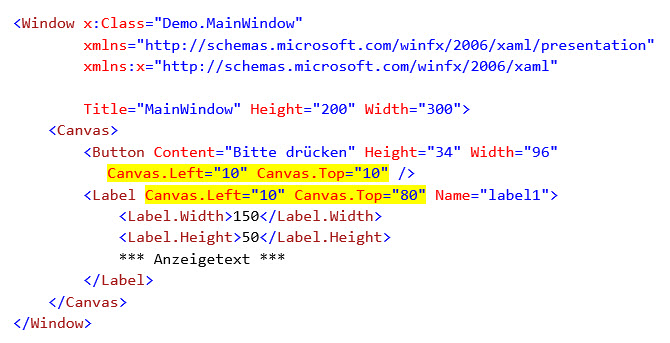 <Window x:Class="Demo.MainWindow"
xmlns="http://schemas.microsoft.com/winfx/2006/xaml/presentation"
xmlns:x="http://schemas.microsoft.com/winfx/2006/xaml"
Title="MainWindow" Height="200" Width="300">
<Canvas>
<Button Content="Bitte drücken" Height="34" Width="96"
Canvas.Left="10" Canvas.Top="10" />
<Label Canvas.Left="10" Canvas.Top="80" Name="label1">
<Label.Width>150</Label.Width>
<Label.Height>50</Label.Height>
*** Anzeigetext ***
</Label>
</Canvas>
</Window>